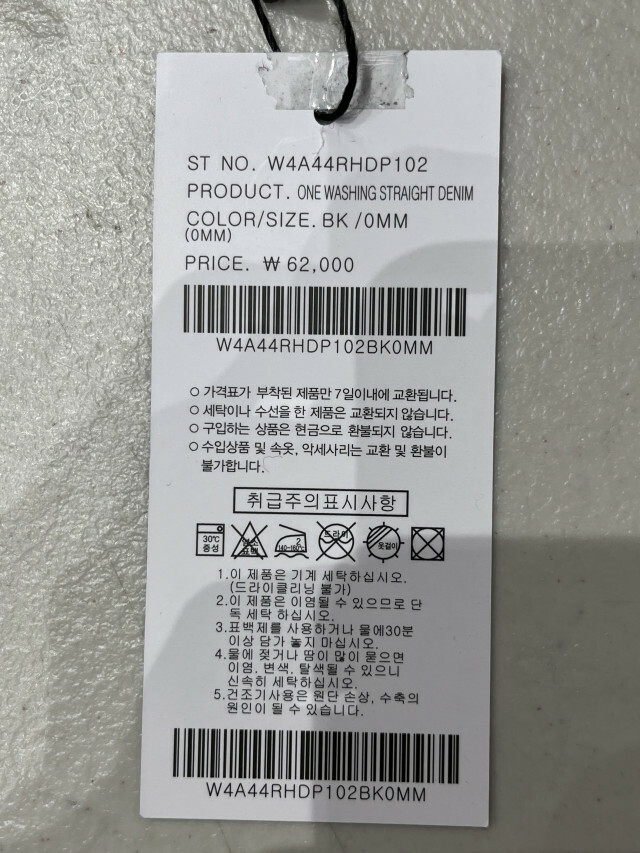 ST NO. W4A44RHDP102
PRODUCT. ONE WASHING STRAIGHT DENIM
COLOR/SIZE. BK /0MM
(0MM)
PRICE. ₩ 62,000
W4A44RHDP102BK0MM
○ 가격표가 부착된 제품만 7일이내에 교환됩니다.
○ 세탁이나 수선을 한 제품은 교환되지 않습니다.
○ 구입하는 상품은 현금으로 환불되지 않습니다.
○ 수입상품 및 속옷, 악세사리는 교환 및 환불이
불가합니다.
취급주의표시사항
30℃ 중성 염소 표백 2 140~160℃ 드라이 옷걸이
1.이 제품은 기계 세탁하십시오.
(드라이클리닝 불가)
2.이 제품은 이염될 수 있으므로 단
독 세탁 하십시오.
3.표백제를 사용하거나 물에30분
이상 담가 놓지 마십시오.
4.물에 젖거나 땀이 많이 묻으면
이염. 변색. 탈색될 수 있으니
신속히 세탁하십시오.
5.건조기사용은 원단 손상, 수축의
원인이 될 수 있습니다.
W4A44RHDP102BK0MM